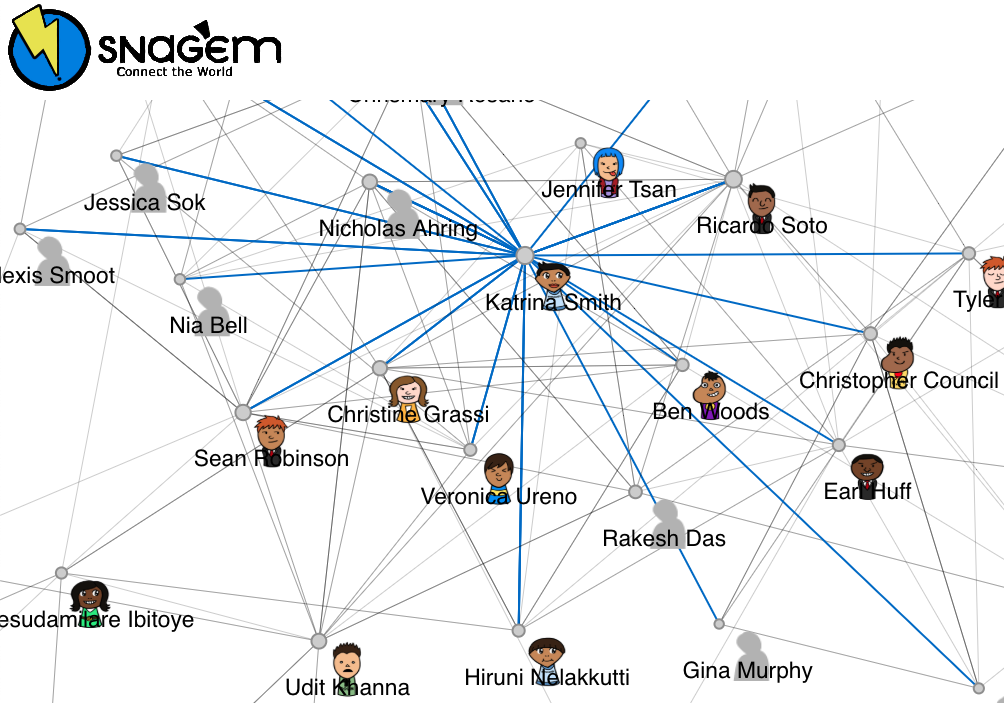 SNAGEM
Connect the World
Jennifer Tsan
Jessica Sok
Ricardo Soto
Nicholas Ahring
lexis Smoot
Katrina Smith
Tyler
Nia Bell
Christopher Council
Christine Grassi
Ben Woods
Sean Robinson
Earl Huff
Veronica Ureno
Rakesh Das
esudamilare Ibitoye
Gina Murphy
Hiruni Nelakkutti
Udit Khanna